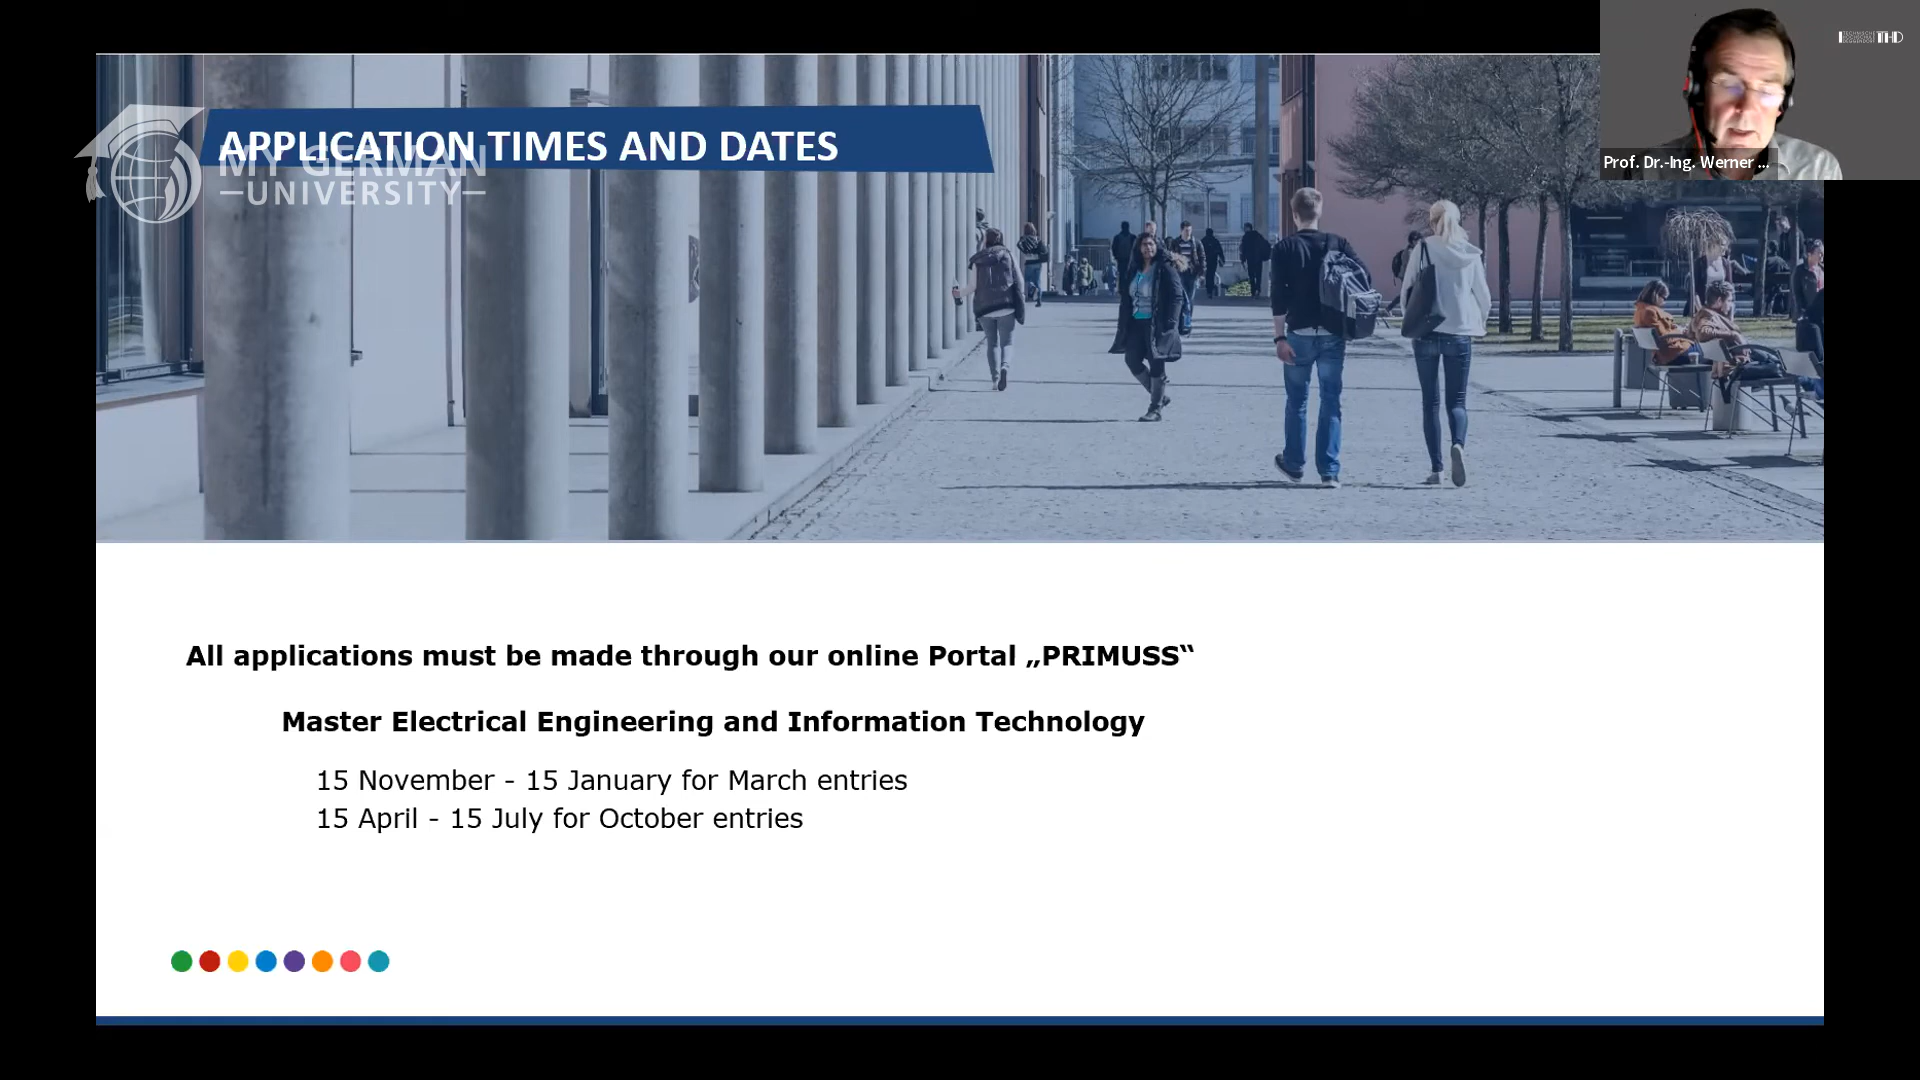 APPLICATION TIMES AND DATES
MY GERMAN
—UNIVERSITY—
THD
Prof. Dr.-Ing. Werner ...
All applications must be made through our online Portal „PRIMUSS“
Master Electrical Engineering and Information Technology
15 November - 15 January for March entries
15 April - 15 July for October entries